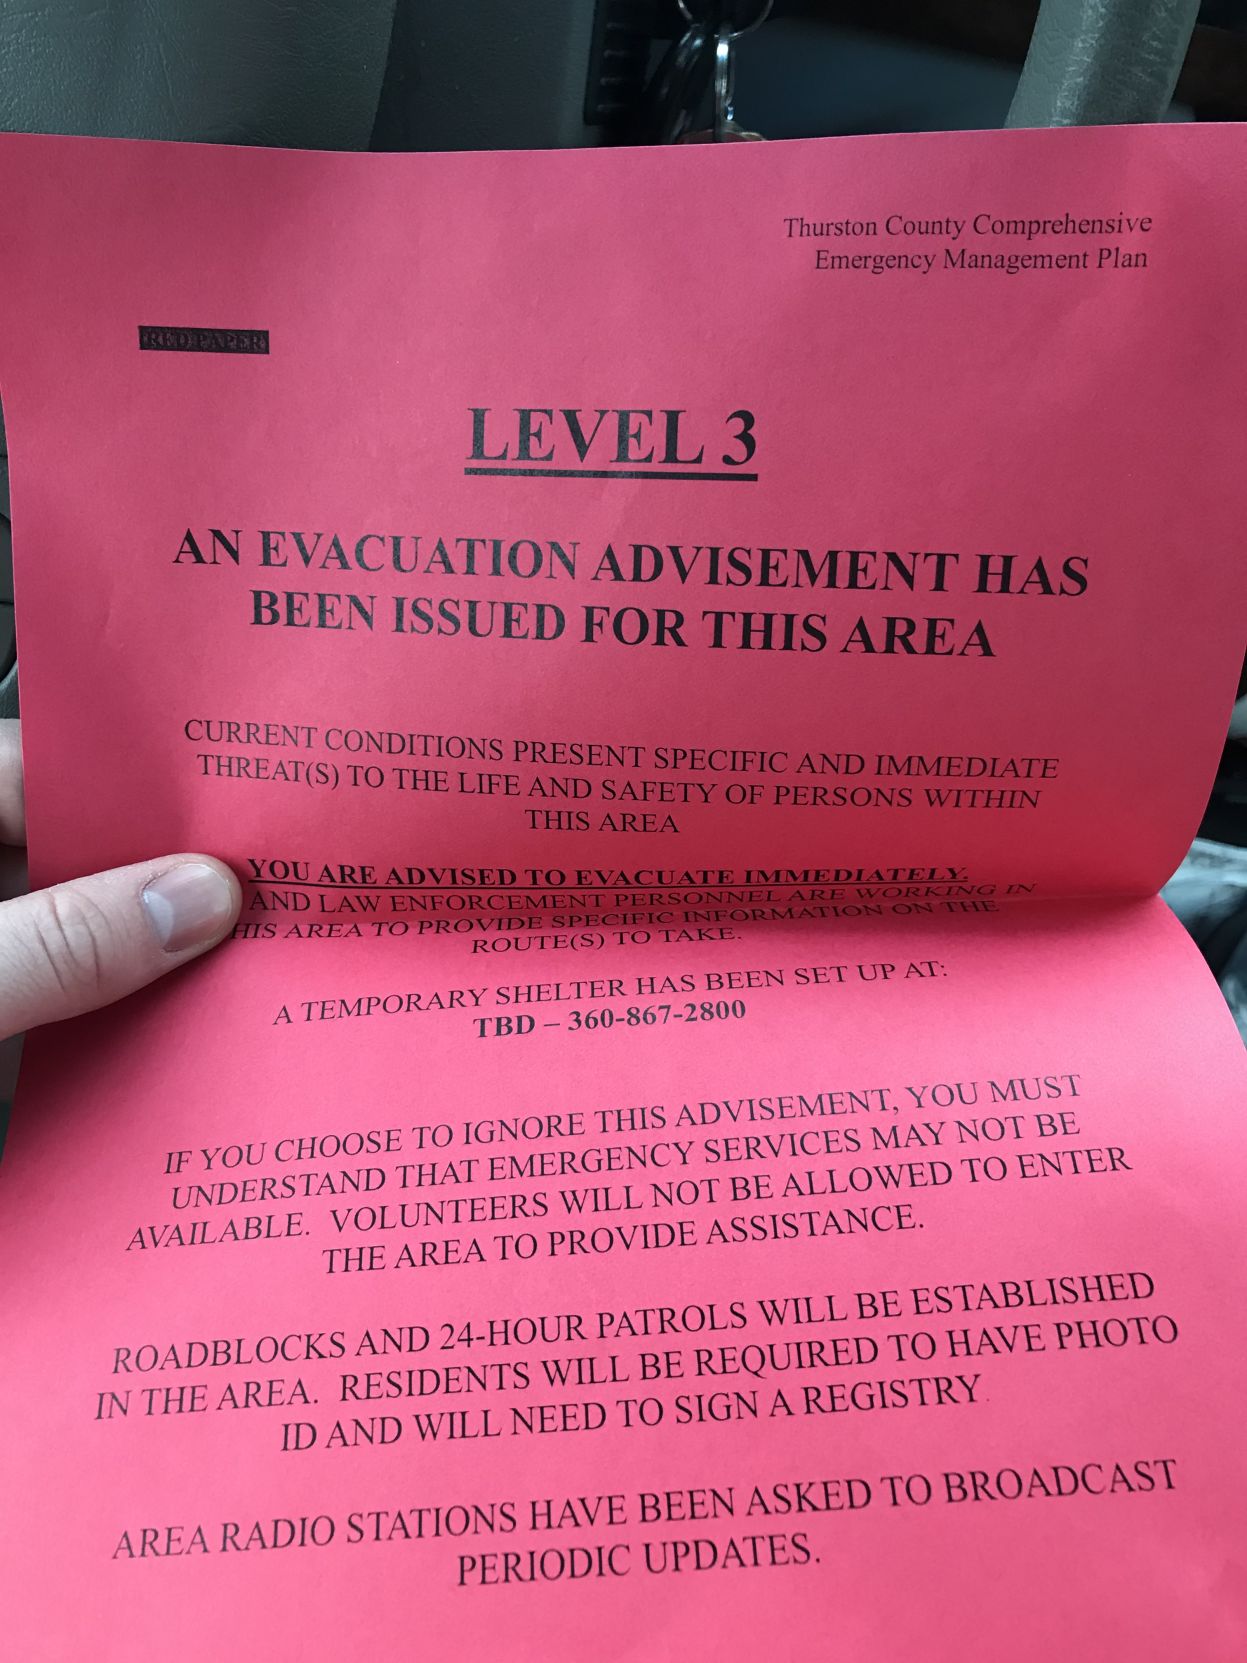 Thurston County Comprehensive
Emergency Management Plan
RED PAPER
LEVEL 3
AN EVACUATION ADVISEMENT HAS
BEEN ISSUED FOR THIS AREA
CURRENT CONDITIONS PRESENT SPECIFIC AND IMMEDIATE
THREAT(S) TO THE LIFE AND SAFETY OF PERSONS WITHIN
THIS AREA
YOU ARE ADVISED TO EVACUATE IMMEDIATELY.
AND LAW ENFORCEMENT PERSONNEL ARE WORKING IN
HIS AREA TO PROVIDE SPECIFIC INFORMATION ON THE
ROUTE(S) TO TAKE.
A TEMPORARY SHELTER HAS BEEN SET UP AT:
TBD – 360-867-2800
IF YOU CHOOSE TO IGNORE THIS ADVISEMENT, YOU MUST
UNDERSTAND THAT EMERGENCY SERVICES MAY NOT BE
AVAILABLE. VOLUNTEERS WILL NOT BE ALLOWED TO ENTER
THE AREA TO PROVIDE ASSISTANCE.
ROADBLOCKS AND 24-HOUR PATROLS WILL BE ESTABLISHED
IN THE AREA. RESIDENTS WILL BE REQUIRED TO HAVE PHOTO
ID AND WILL NEED TO SIGN A REGISTRY.
AREA RADIO STATIONS HAVE BEEN ASKED TO BROADCAST
PERIODIC UPDATES.